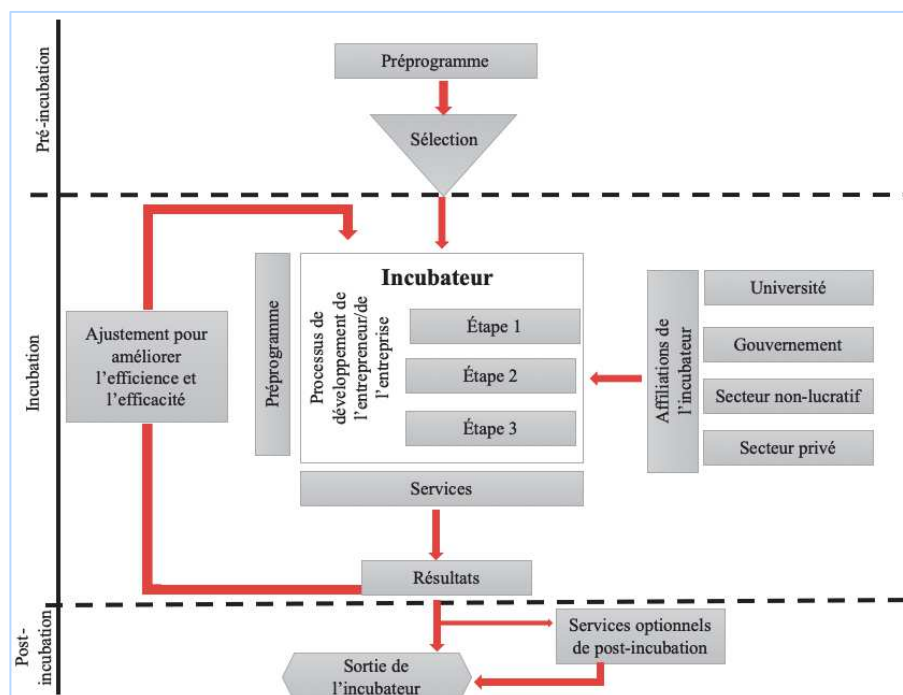 Pré-incubation
Préprogramme
Sélection
Incubation
Ajustement pour
améliorer
l'efficience et
l'efficacité
Préprogramme
Incubateur
Processus de
développement de
l'entrepreneur/de
l'entreprise
Étape 1
Étape 2
Étape 3
Services
Affiliations de
l'incubateur
Université
Gouvernement
Secteur non-lucratif
Secteur privé
Résultats
Post-
incubation
Services optionnels
de post-incubation
Sortie de
l'incubateur